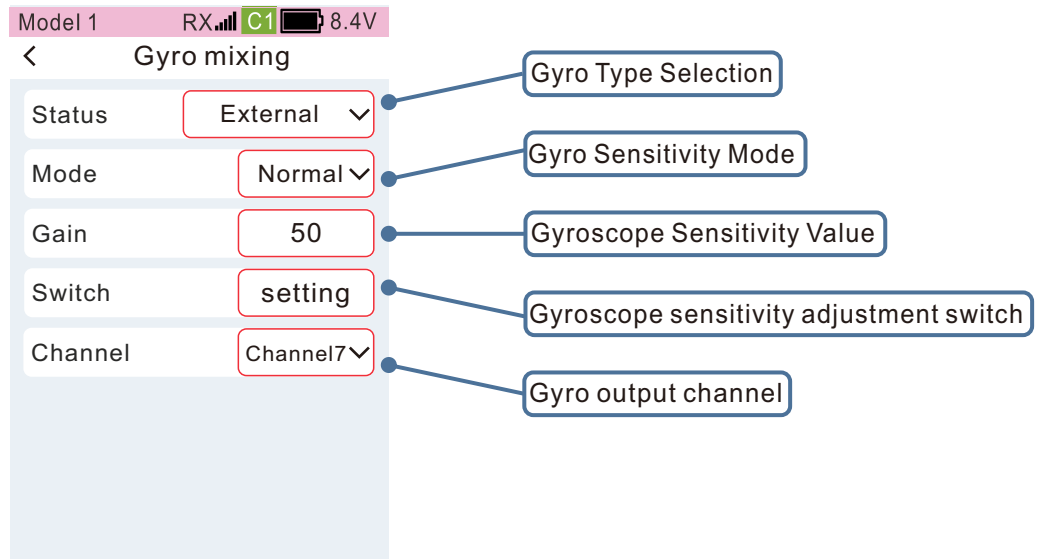 Model 1 RX C1 8.4V
Gyro mixing
Gyro Type Selection
Status External
Gyro Sensitivity Mode
Mode Normal
Gain 50
Gyroscope Sensitivity Value
Switch setting
Gyroscope sensitivity adjustment switch
Channel Channel7
Gyro output channel